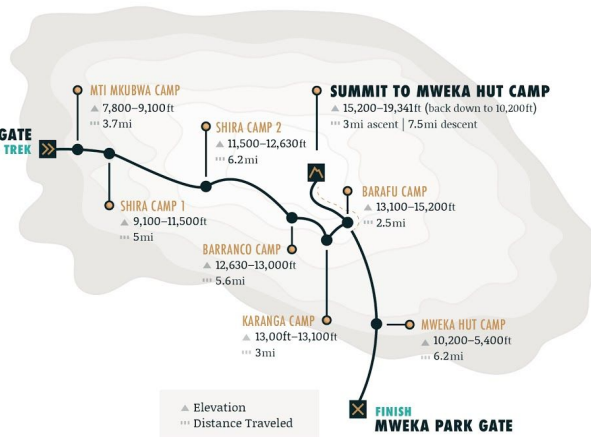 MTI MKUBWA CAMP
7,800–9,100ft
3.7mi
SUMMIT TO MWEKA HUT CAMP
15,200-19,341ft (back down to 10,200ft)
3mi ascent | 7.5mi descent
GATE
TREK
SHIRA CAMP 2
11,500–12,630ft
6.2mi
BARAFU CAMP
13,100–15,200ft
2.5mi
SHIRA CAMP 1
9,100–11,500ft
5mi
BARRANCO CAMP
12,630–13,000ft
5.6mi
KARANGA CAMP
13,00ft–13,100ft
3mi
MWEKA HUT CAMP
10,200–5,400ft
6.2mi
Elevation
Distance Traveled
FINISH
MWEKA PARK GATE